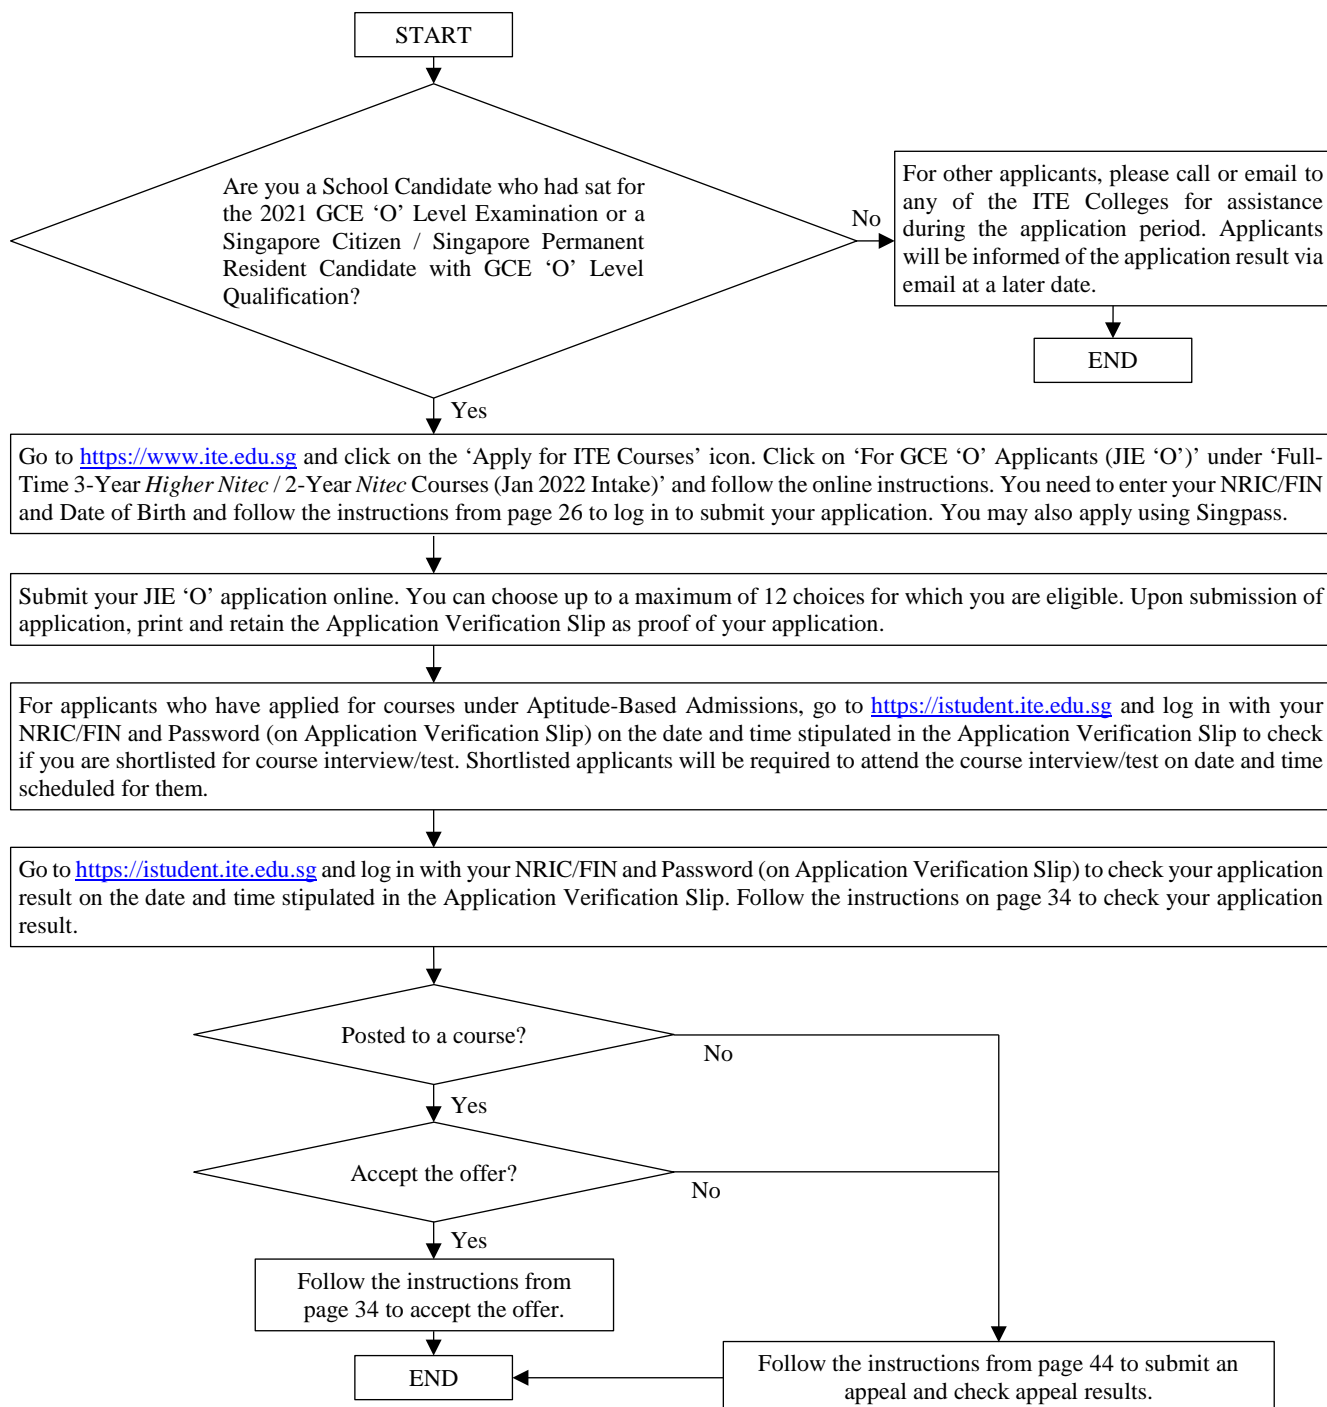 START
Are you a School Candidate who had sat for
the 2021 GCE ‘O’ Level Examination or a
Singapore Citizen / Singapore Permanent
Resident Candidate with GCE ‘O’ Level
Qualification?
No
For other applicants, please call or email to
any of the ITE Colleges for assistance
during the application period. Applicants
will be informed of the application result via
email at a later date.
END
Yes
Go to https://www.ite.edu.sg and click on the ‘Apply for ITE Courses’ icon. Click on ‘For GCE ‘O’ Applicants (JIE ‘O’)’ under ‘Full-
Time 3-Year Higher Nitec / 2-Year Nitec Courses (Jan 2022 Intake)’ and follow the online instructions. You need to enter your NRIC/FIN
and Date of Birth and follow the instructions from page 26 to log in to submit your application. You may also apply using Singpass.
Submit your JIE ‘O’ application online. You can choose up to a maximum of 12 choices for which you are eligible. Upon submission of
application, print and retain the Application Verification Slip as proof of your application.
For applicants who have applied for courses under Aptitude-Based Admissions, go to https://istudent.ite.edu.sg and log in with your
NRIC/FIN and Password (on Application Verification Slip) on the date and time stipulated in the Application Verification Slip to check
if you are shortlisted for course interview/test. Shortlisted applicants will be required to attend the course interview/test on date and time
scheduled for them.
Go to https://istudent.ite.edu.sg and log in with your NRIC/FIN and Password (on Application Verification Slip) to check your application
result on the date and time stipulated in the Application Verification Slip. Follow the instructions on page 34 to check your application
result.
Posted to a course?
No
Yes
Accept the offer?
No
Yes
Follow the instructions from
page 34 to accept the offer.
END
Follow the instructions from page 44 to submit an
appeal and check appeal results.